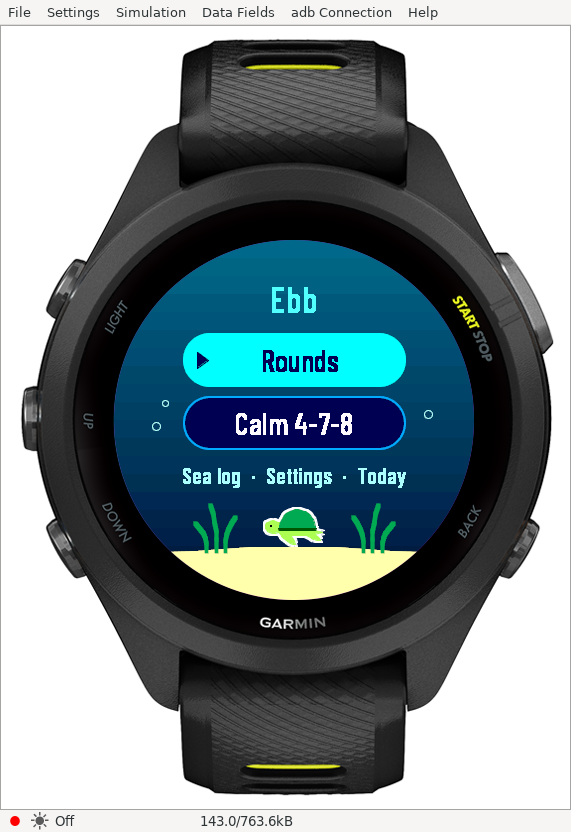 File Settings Simulation Data Fields adb Connection Help
LIGHT
START STOP
Ebb
Rounds
UP
Calm 4-7-8
Sea log · Settings · Today
DOWN
BACK
GARMIN
Off 143.0/763.6kB